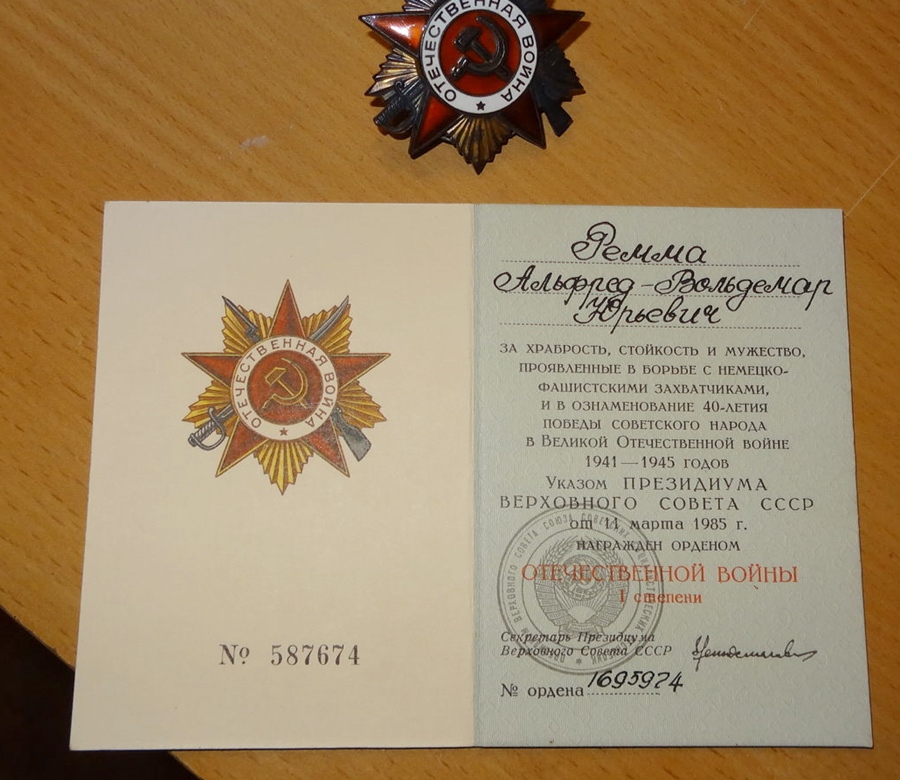 ОТЕЧЕСТВЕННАЯ ВОЙНА
ОТЕЧЕСТВЕННАЯ ВОЙНА
№ 587674
Ремма
Альфред-Вольдемар
Юрьевич
ЗА ХРАБРОСТЬ, СТОЙКОСТЬ И МУЖЕСТВО,
ПРОЯВЛЕННЫЕ В БОРЬБЕ С НЕМЕЦКО-
ФАШИСТСКИМИ ЗАХВАТЧИКАМИ,
И В ОЗНАМЕНОВАНИЕ 40-ЛЕТИЯ
ПОБЕДЫ СОВЕТСКОГО НАРОДА
В ВЕЛИКОЙ ОТЕЧЕСТВЕННОЙ ВОЙНЕ
1941—1945 ГОДОВ
УКАЗОМ ПРЕЗИДИУМА
ВЕРХОВНОГО СОВЕТА СССР
от 11 марта 1985 г.
НАГРАЖДЕН ОРДЕНОМ
ОТЕЧЕСТВЕННОЙ ВОЙНЫ
I степени
Секретарь Президиума
Верховного Совета СССР
№ ордена 1695974